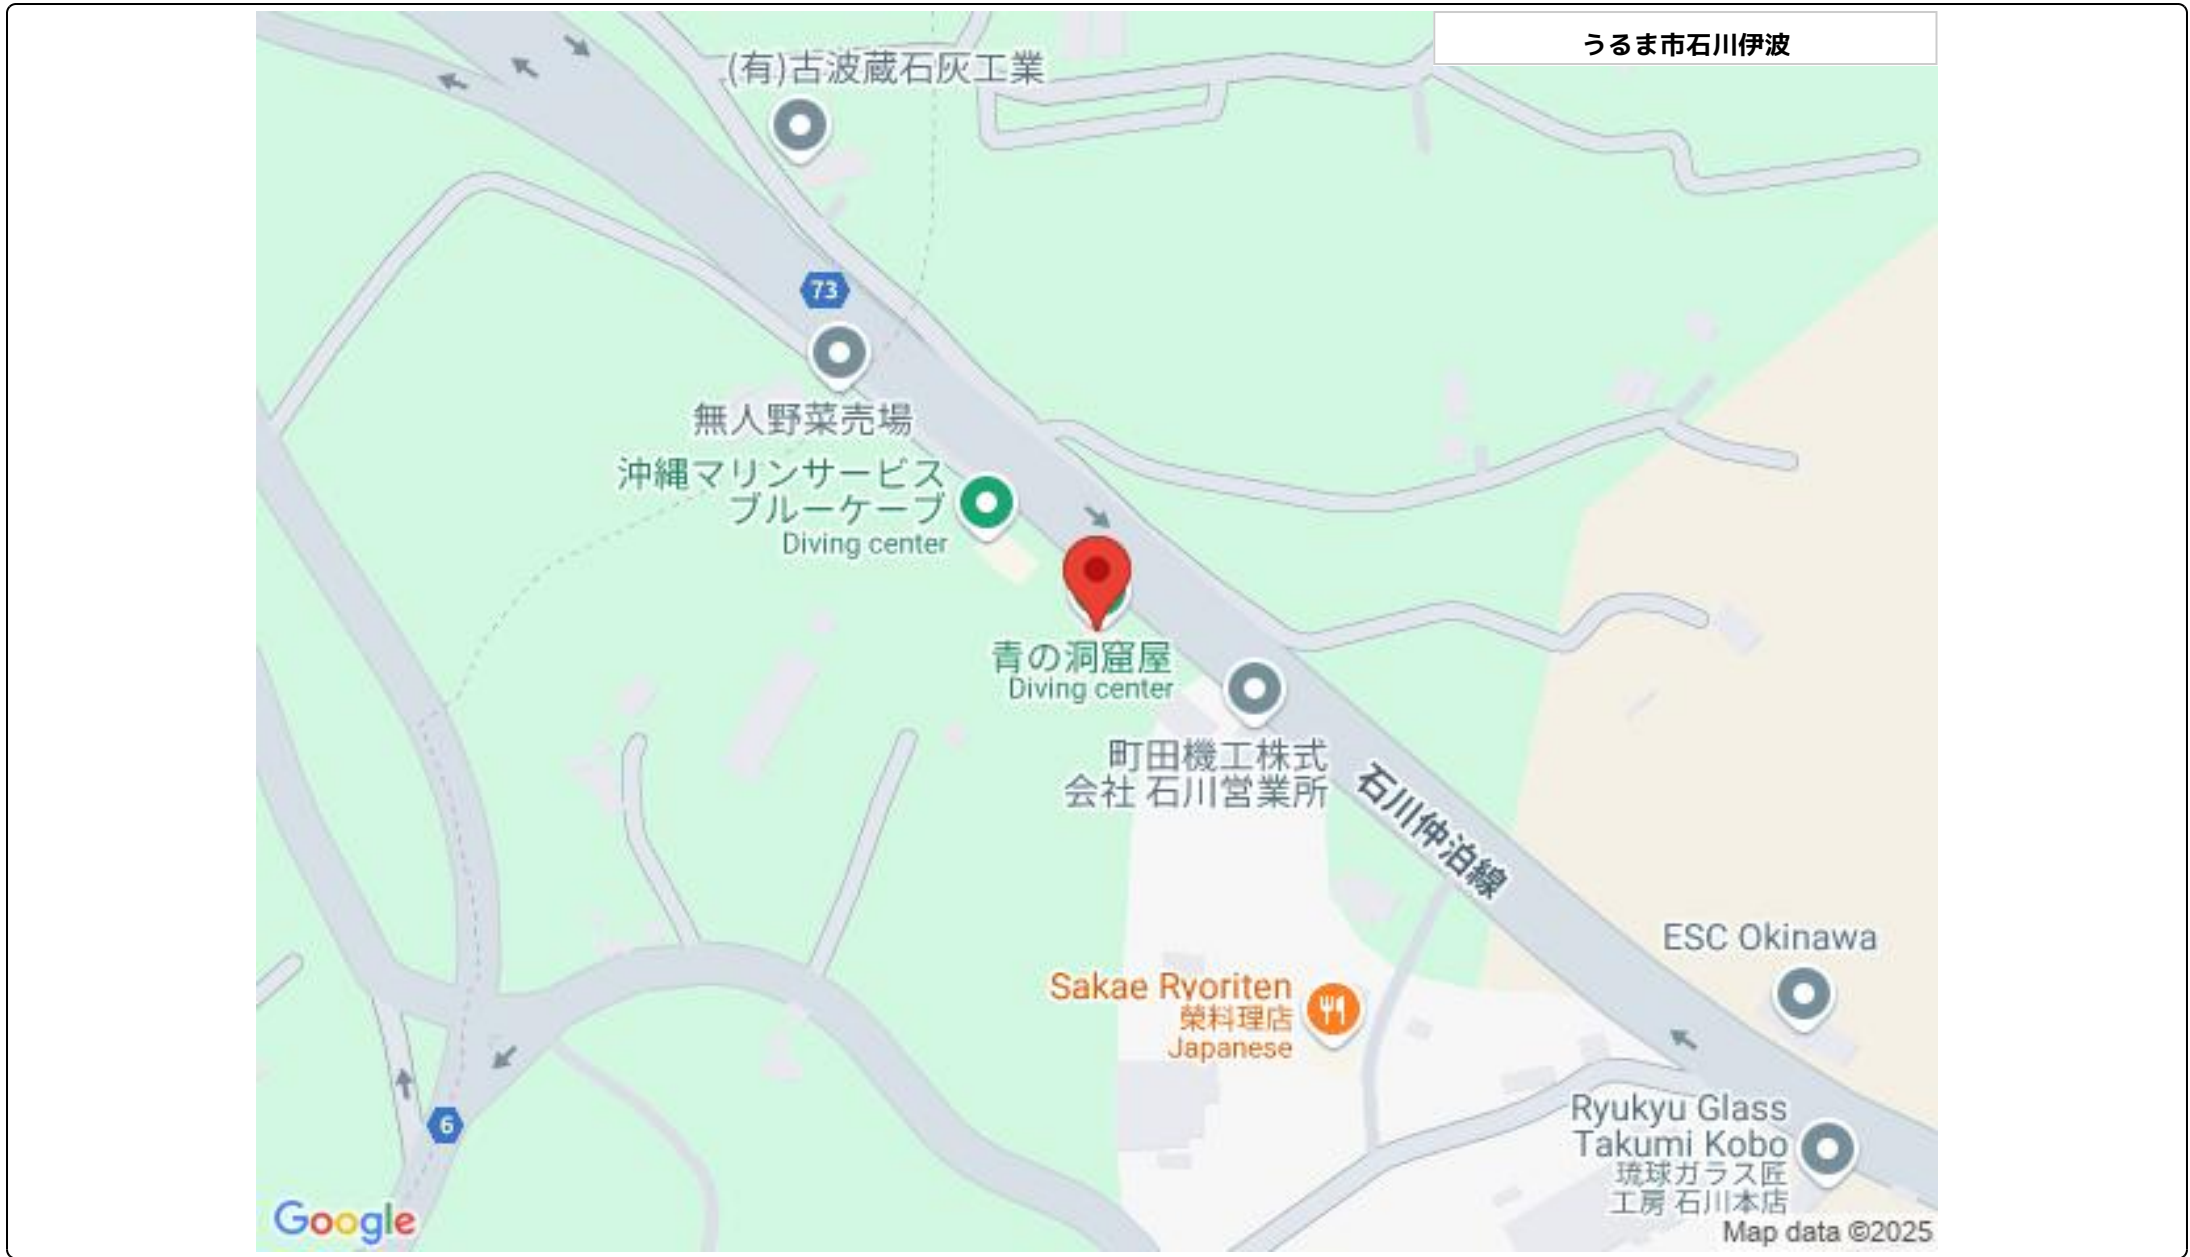 うるま市石川伊波
(有)古波蔵石灰工業
73
無人野菜売場
沖縄マリンサービス
ブルーケーブ
Diving center
青の洞窟屋
Diving center
町田機工株式
会社 石川営業所
石川仲泊線
ESC Okinawa
Sakae Ryoriten
榮料理店
Japanese
6
Ryukyu Glass
Takumi Kobo
琉球ガラス匠
工房 石川本店
Google
Map data ©2025